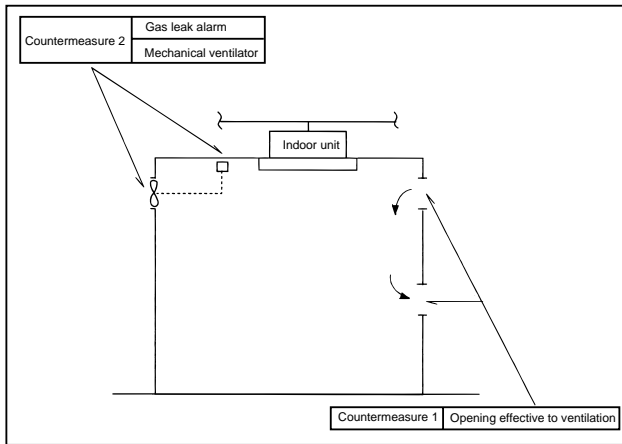 Countermeasure 2
Gas leak alarm
Mechanical ventilator
Indoor unit
Countermeasure 1
Opening effective to ventilation